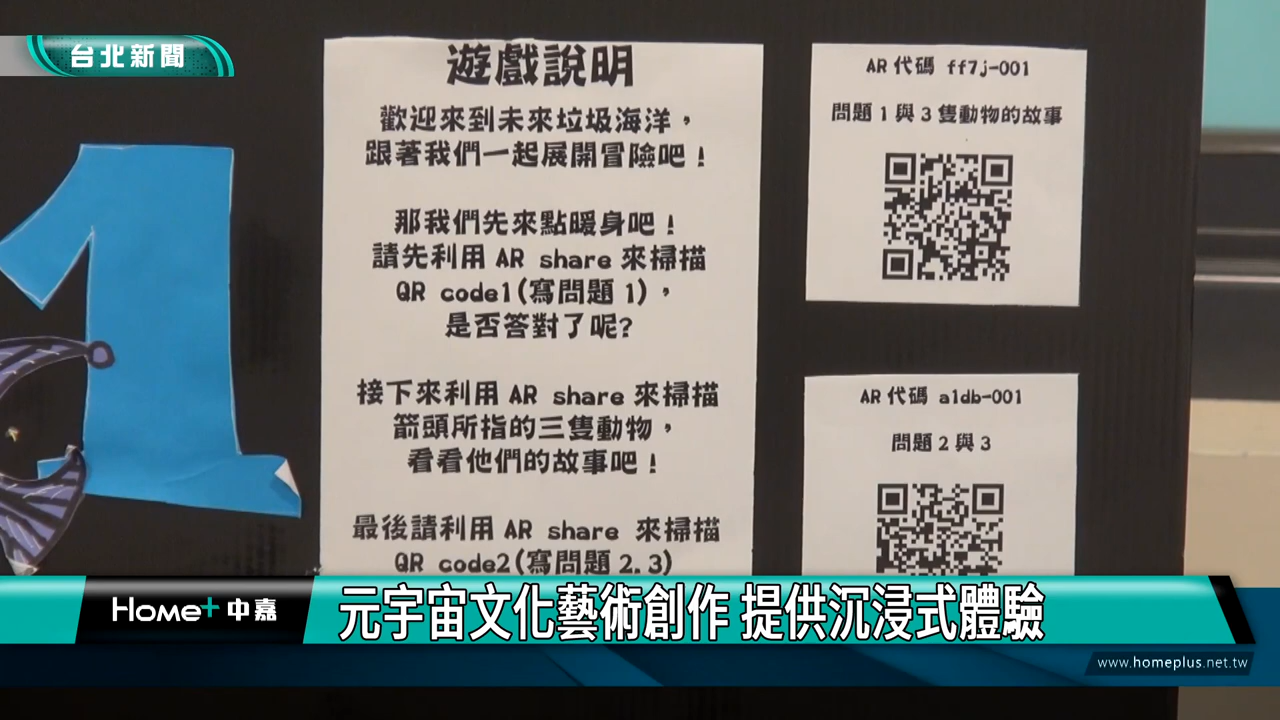 台北新聞
1
遊戲說明
歡迎來到未來垃圾海洋，
跟著我們一起展開冒險吧！
那我們先來點暖身吧！
請先利用 AR share 來掃描
QR code1(寫問題 1)，
是否答對了呢?
接下來利用 AR share 來掃描
箭頭所指的三隻動物，
看看他們的故事吧！
最後請利用 AR share 來掃描
QR code2(寫問題 2.3)
AR 代碼 ff7j-001
問題 1 與 3 隻動物的故事
AR 代碼 a1db-001
問題 2 與 3
Home+ 中嘉
元宇宙文化藝術創作 提供沉浸式體驗
www.homeplus.net.tw